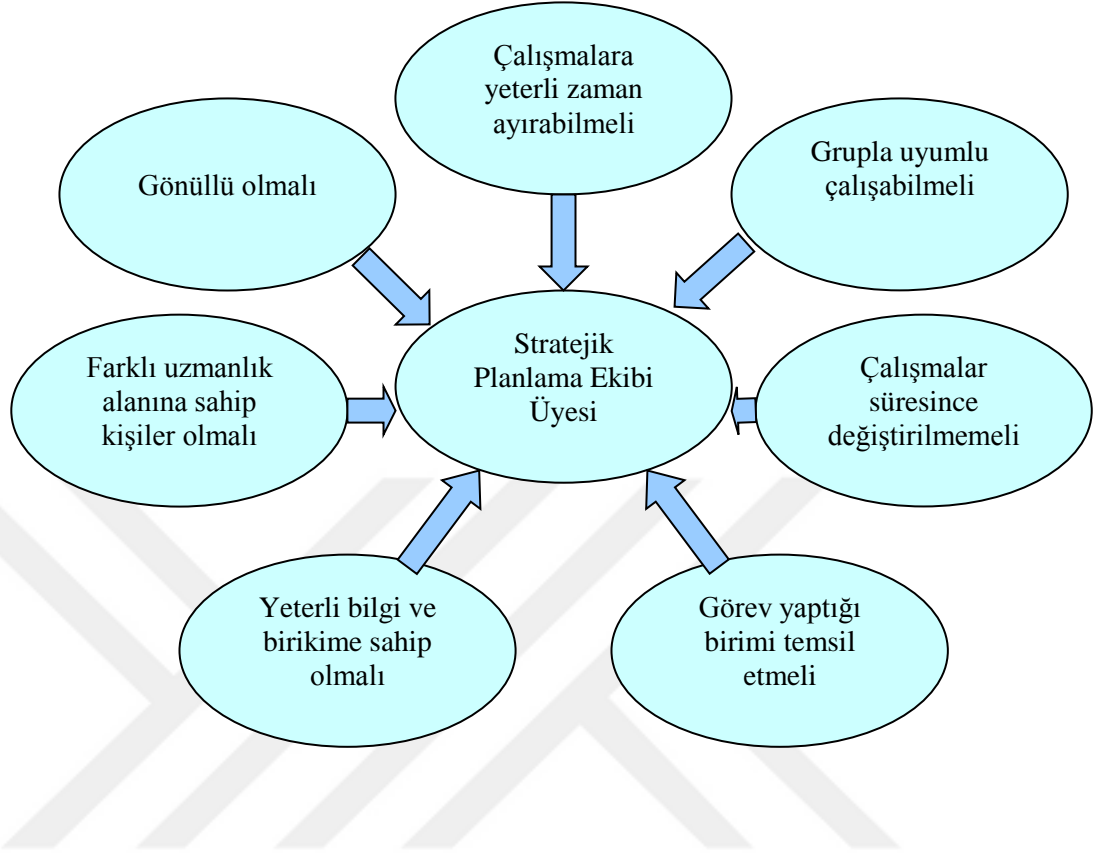 Çalışmalara
yeterli zaman
ayırabilmeli
Gönüllü olmalı
Grupla uyumlu
çalışabilmeli
Stratejik
Planlama Ekibi
Üyesi
Farklı uzmanlık
alanına sahip
kişiler olmalı
Çalışmalar
süresince
değiştirilmemeli
Yeterli bilgi ve
birikime sahip
olmalı
Görev yaptığı
birimi temsil
etmeli